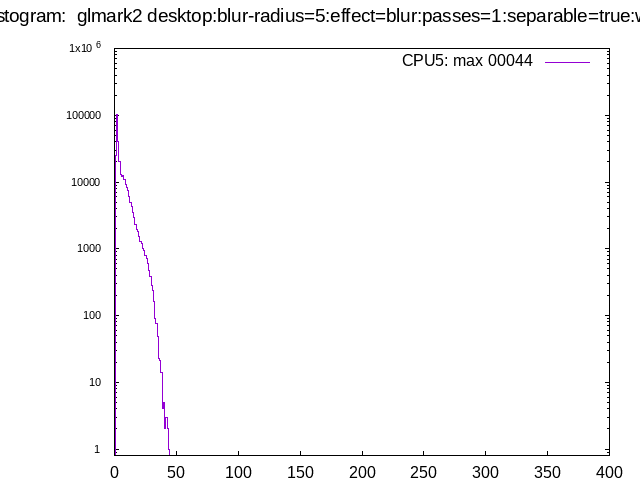 stogram: glmark2 desktop:blur-radius=5:effect=blur:passes=1:separable=true:
CPU5: max 00044
1x10 6
100000
10000
1000
100
10
1
0 50 100 150 200 250 300 350 400